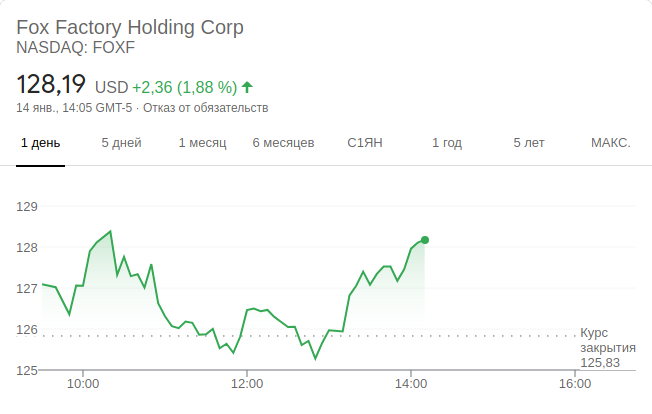 Fox Factory Holding Corp
NASDAQ: FOXF
128,19 USD +2,36 (1,88 %)
14 янв., 14:05 GMT-5 · Отказ от обязательств
1 день 5 дней 1 месяц 6 месяцев С1ЯН 1 год 5 лет МАКС.
129
128
127
126
Курс
закрытия
125,83
125
10:00 12:00 14:00 16:00